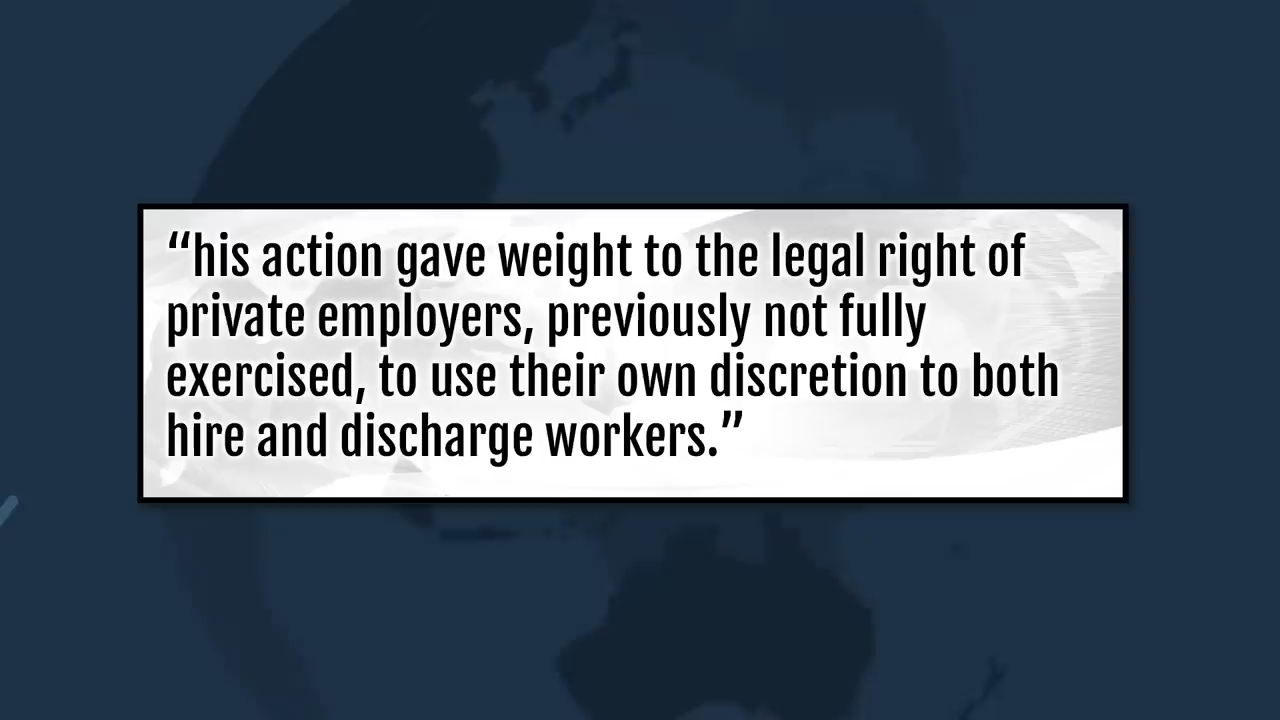 “his action gave weight to the legal right of
private employers, previously not fully
exercised, to use their own discretion to both
hire and discharge workers.”